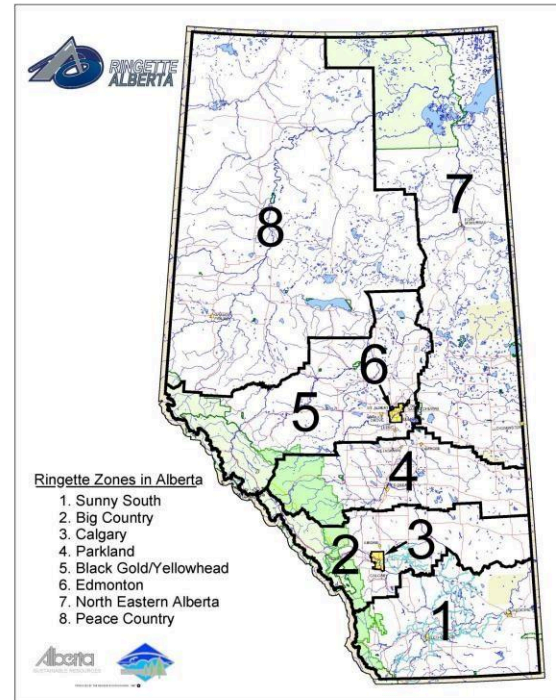 RINGETTE
ALBERTA
7
8
6
5
4
3
2
1
Ringette Zones in Alberta
1. Sunny South
2. Big Country
3. Calgary
4. Parkland
5. Black Gold/Yellowhead
6. Edmonton
7. North Eastern Alberta
8. Peace Country
Alberta
SUSTAINABLE RESOURCES